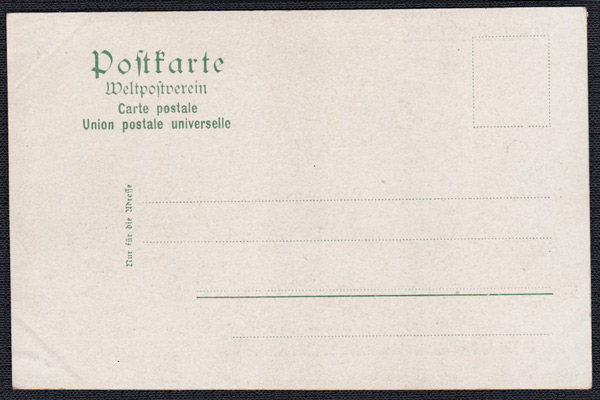 Postkarte
Weltpostverein
Carte postale
Union postale universelle
Nur für die Adresse